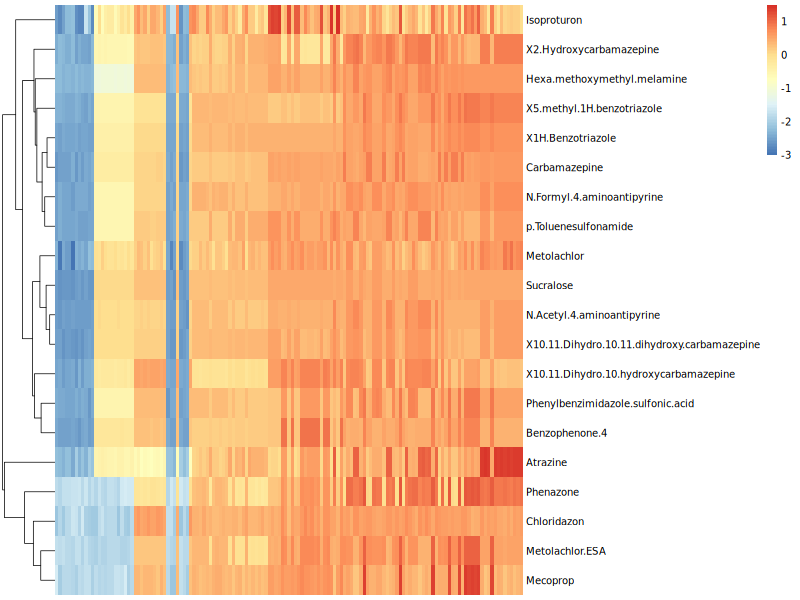 Isoproturon
X2.Hydroxycarbamazepine
Hexa.methoxymethyl.melamine
X5.methyl.1H.benzotriazole
X1H.Benzotriazole
Carbamazepine
N.Formyl.4.aminoantipyrine
p.Toluenesulfonamide
Metolachlor
Sucralose
N.Acetyl.4.aminoantipyrine
X10.11.Dihydro.10.11.dihydroxy.carbamazepine
X10.11.Dihydro.10.hydroxycarbamazepine
Phenylbenzimidazole.sulfonic.acid
Benzophenone.4
Atrazine
Phenazone
Chloridazon
Metolachlor.ESA
Mecoprop
1
0
-1
-2
-3